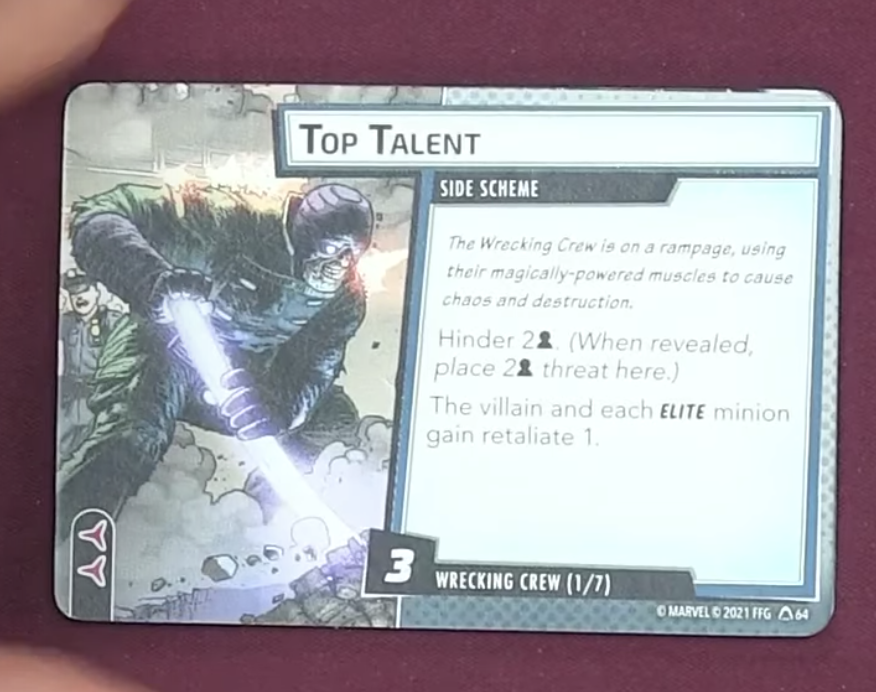 TOP TALENT
SIDE SCHEME
The Wrecking Crew is on a rampage, using
their magically-powered muscles to cause
chaos and destruction.
Hinder 2. (When revealed,
place 2 threat here.)
The villain and each ELITE minion
gain retaliate 1.
3
WRECKING CREW (1/7)
© MARVEL © 2021 FFG 64